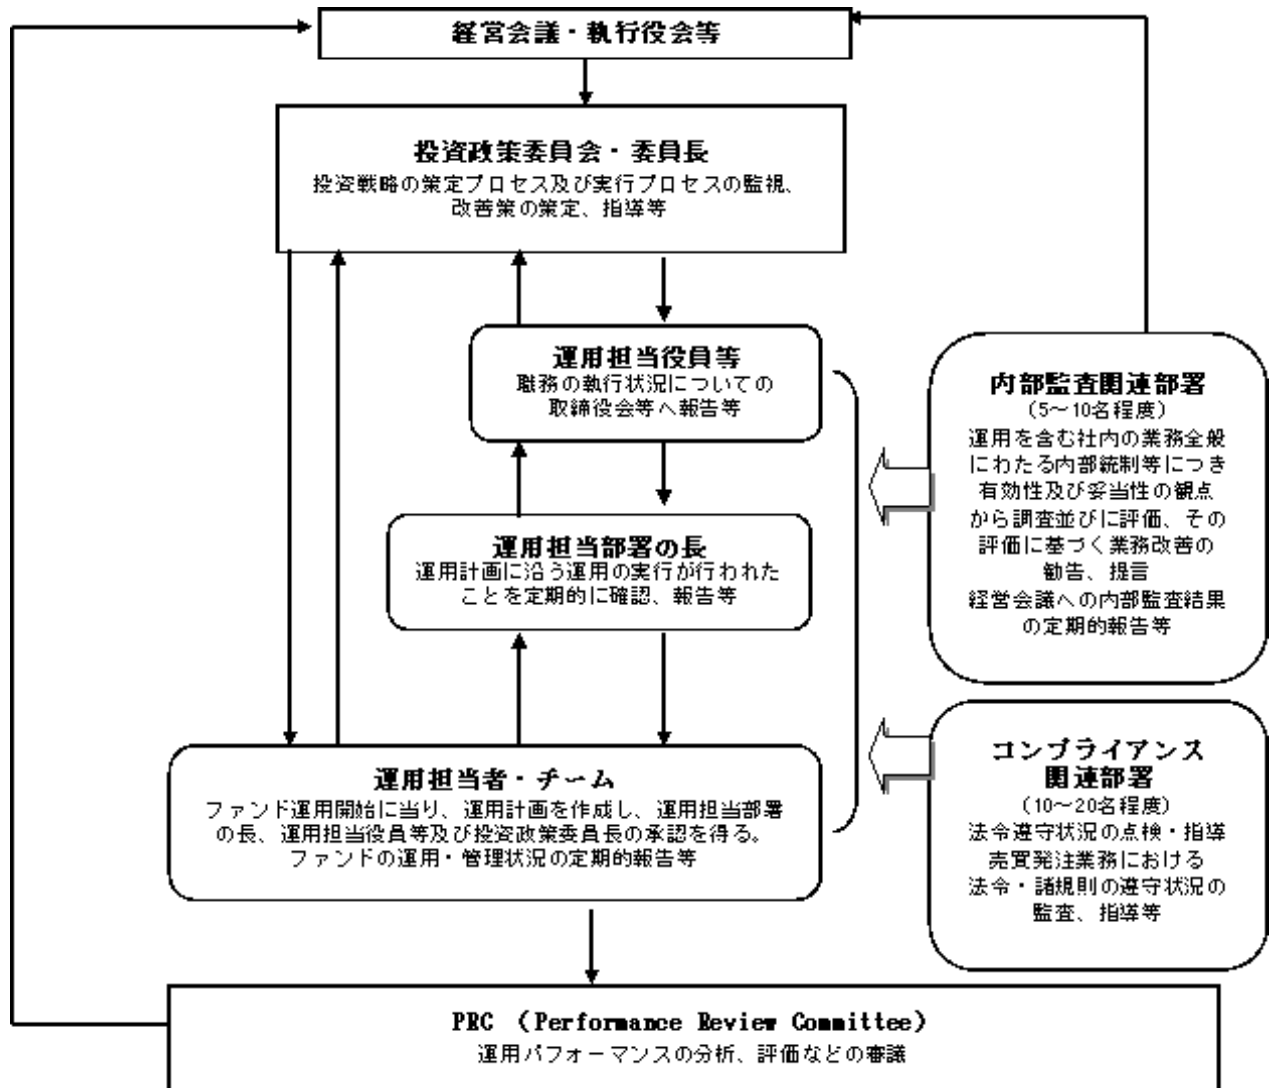 経営会議・執行役会等
投資政策委員会・委員長
投資戦略の策定プロセス及び実行プロセスの監視、
改善策の策定、指導等
運用担当役員等
職務の執行状況についての
取締役会等へ報告等
運用担当部署の長
運用計画に沿う運用の実行が行われた
ことを定期的に確認、報告等
運用担当者・チーム
ファンド運用開始に当り、運用計画を作成し、運用担当部署
の長、運用担当役員等及び投資政策委員長の承認を得る。
ファンドの運用・管理状況の定期的報告等
内部監査関連部署
（5～10名程度）
運用を含む社内の業務全般
にわたる内部統制等につき
有効性及び妥当性の観点
から調査並びに評価、その
評価に基づく業務改善の
勧告、提言
経営会議への内部監査結果
の定期的報告等
コンプライアンス
関連部署
（10～20名程度）
法令遵守状況の点検・指導
売買発注業務における
法令・諸規則の遵守状況の
監査、指導等
PRC （Performance Review Committee）
運用パフォーマンスの分析、評価などの審議